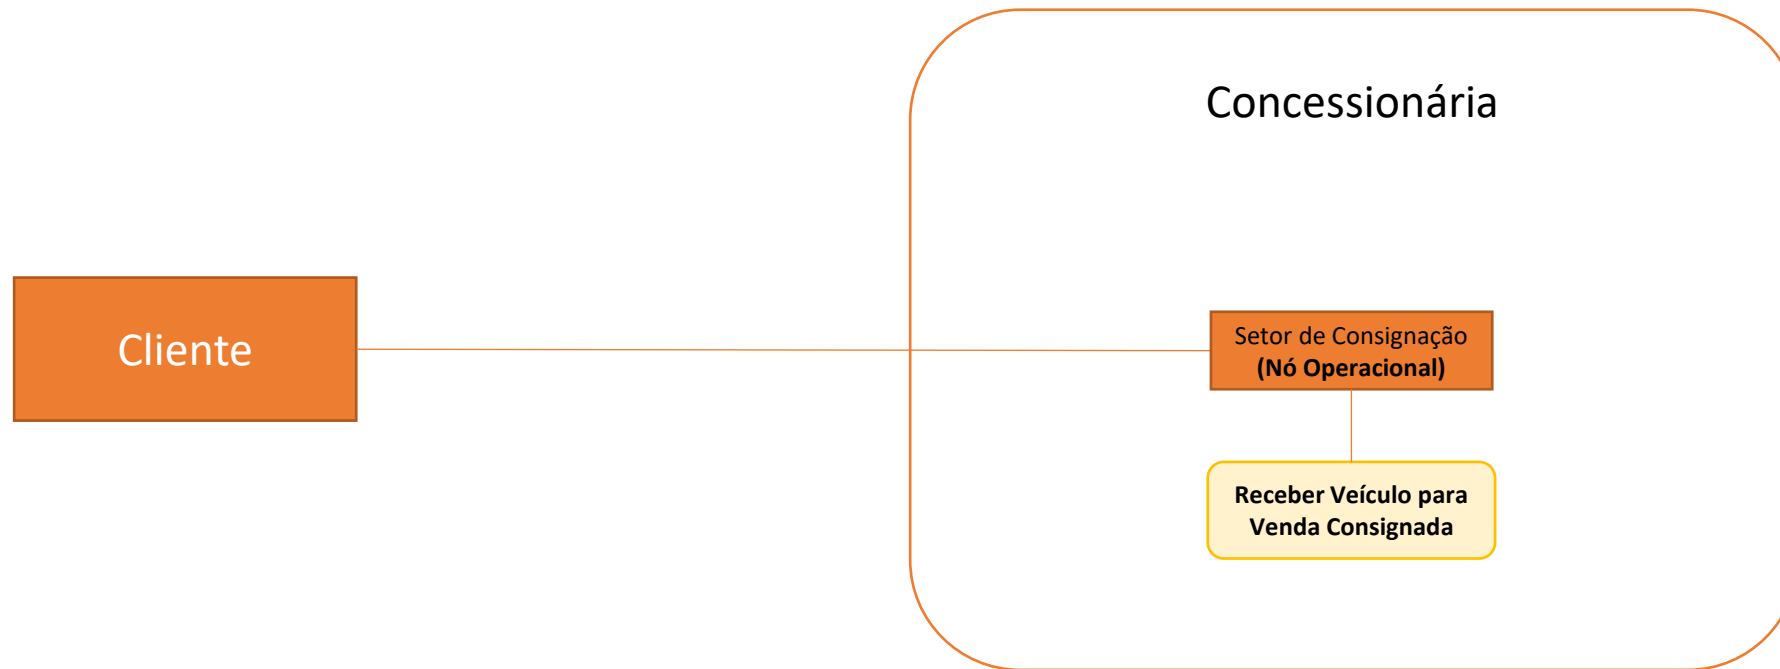 Concessionária
Cliente
Setor de Consignação
(Nó Operacional)
Receber Veículo para
Venda Consignada